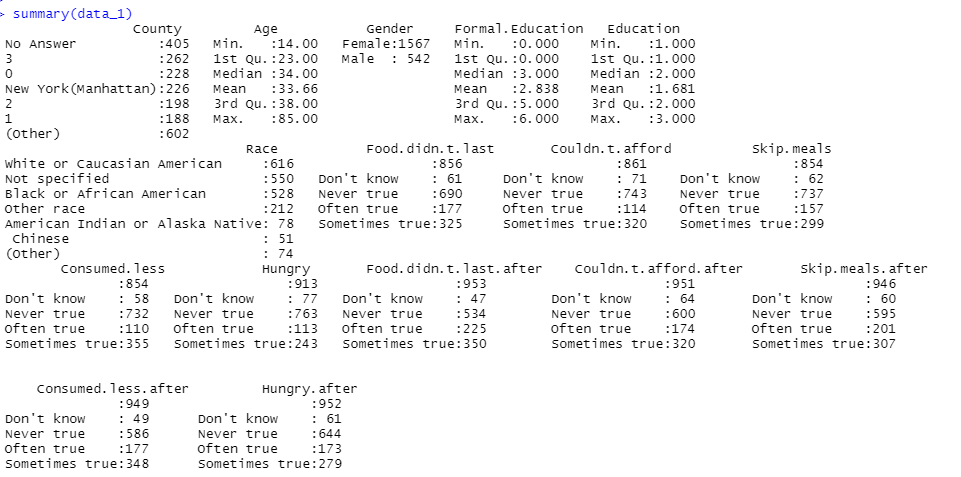 > summary(data_1)
County Age Gender Formal.Education Education
No Answer :405 Min. :14.00 Female:1567 Min. :0.000 Min. :1.000
3 :262 1st Qu.:23.00 Male : 542 1st Qu.:0.000 1st Qu.:1.000
0 :228 Median :34.00 Median :3.000 Median :2.000
New York(Manhattan):226 Mean :33.66 Mean :2.838 Mean :1.681
2 :198 3rd Qu.:38.00 3rd Qu.:5.000 3rd Qu.:2.000
1 :188 Max. :85.00 Max. :6.000 Max. :3.000
(Other) :602
Race Food.didn.t.last Couldn.t.afford Skip.meals
White or Caucasian American :616 :856 :861 :854
Not specified :550 Don't know : 61 Don't know : 71 Don't know : 62
Black or African American :528 Never true :690 Never true :743 Never true :737
Other race :212 Often true :177 Often true :114 Often true :157
American Indian or Alaska Native: 78 Sometimes true:325 Sometimes true:320 Sometimes true:299
Chinese : 51
(Other) : 74
Consumed.less Hungry Food.didn.t.last.after Couldn.t.afford.after Skip.meals.after
:854 :913 :953 :951 :946
Don't know : 58 Don't know : 77 Don't know : 47 Don't know : 64 Don't know : 60
Never true :732 Never true :763 Never true :534 Never true :600 Never true :595
Often true :110 Often true :113 Often true :225 Often true :174 Often true :201
Sometimes true:355 Sometimes true:243 Sometimes true:350 Sometimes true:320 Sometimes true:307
Consumed.less.after Hungry.after
:949 :952
Don't know : 49 Don't know : 61
Never true :586 Never true :644
Often true :177 Often true :173
Sometimes true:348 Sometimes true:279